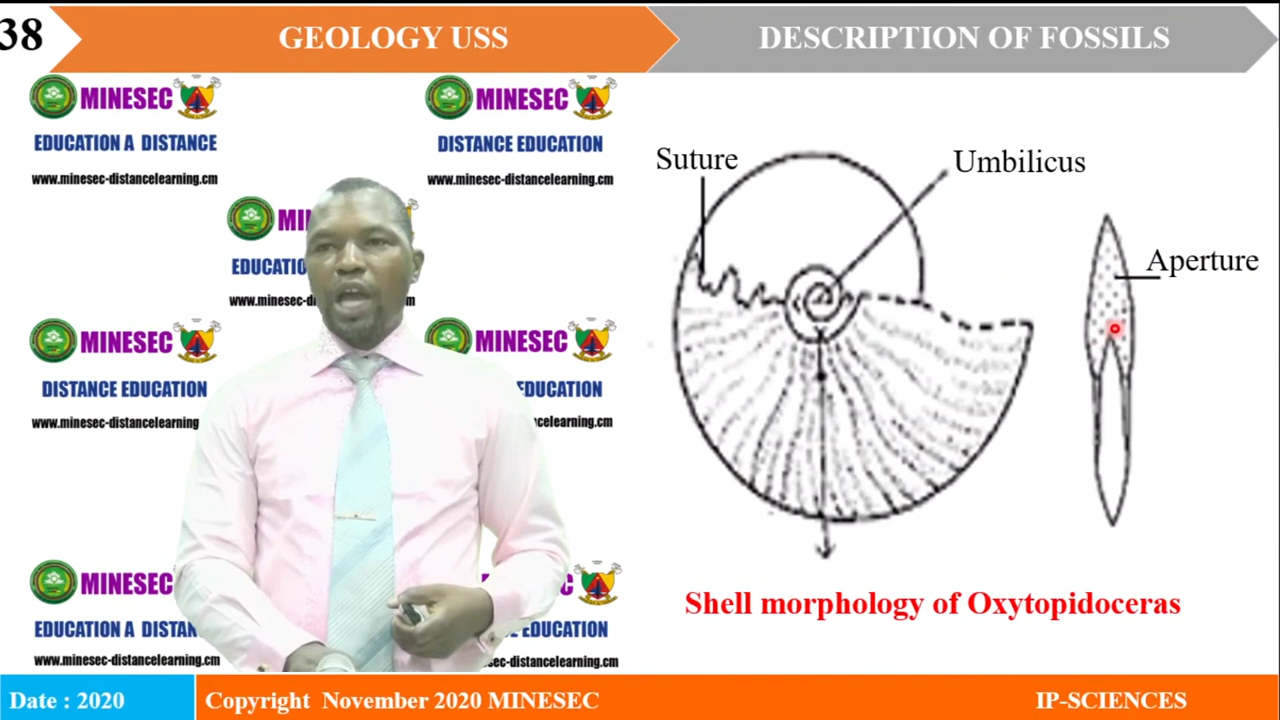 38
GEOLOGY USS
DESCRIPTION OF FOSSILS
MINESEC
EDUCATION A DISTANCE
www.minesec-distancelearning.cm
MINESEC
DISTANCE EDUCATION
www.minesec-distancelearning.cm
Suture
Umbilicus
Aperture
MINESEC
DISTANCE EDUCATION
MINESEC
EDUCATION
MINESEC
EDUCATION
www.minesec-distancelearning.cm
Shell morphology of Oxytopidoceras
Date : 2020
Copyright November 2020 MINESEC
IP-SCIENCES